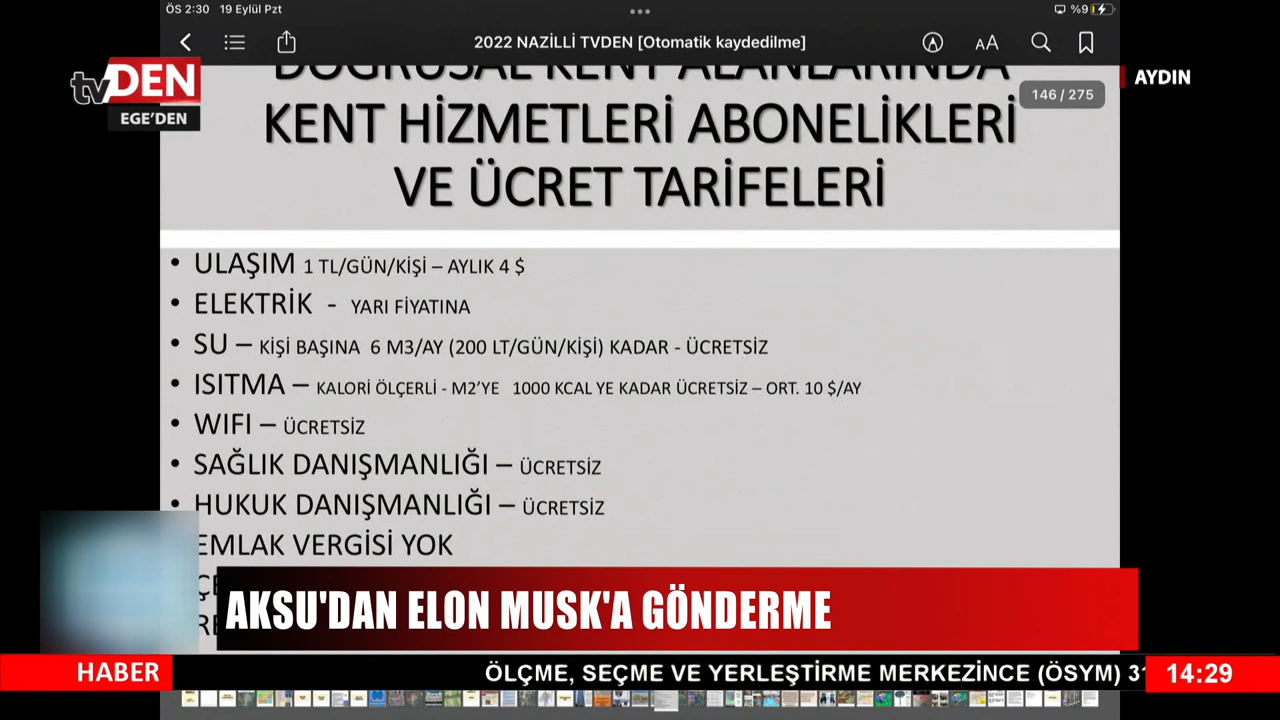 ÖS 2:30 19 Eylül Pzt
%9
2022 NAZİLLİ TVDEN [Otomatik kaydedilme]
AA
tvDEN
EGE'DEN
AYDIN
146 / 275
DOĞRUSAL KENT ALANLARINDA
KENT HİZMETLERİ ABONELİKLERİ
VE ÜCRET TARİFELERİ
• ULAŞIM 1 TL/GÜN/KİŞİ – AYLIK 4 $
• ELEKTRİK - YARI FİYATINA
• SU – KİŞİ BAŞINA 6 M3/AY (200 LT/GÜN/KİŞİ) KADAR - ÜCRETSİZ
• ISITMA – KALORİ ÖLÇERLİ - M2'YE 1000 KCAL YE KADAR ÜCRETSİZ – ORT. 10 $/AY
• WIFI – ÜCRETSİZ
• SAĞLIK DANIŞMANLIĞI – ÜCRETSİZ
• HUKUK DANIŞMANLIĞI – ÜCRETSİZ
EMLAK VERGİSİ YOK
AKSU'DAN ELON MUSK'A GÖNDERME
HABER
ÖLÇME, SEÇME VE YERLEŞTİRME MERKEZİNCE (ÖSYM) 31
14:29